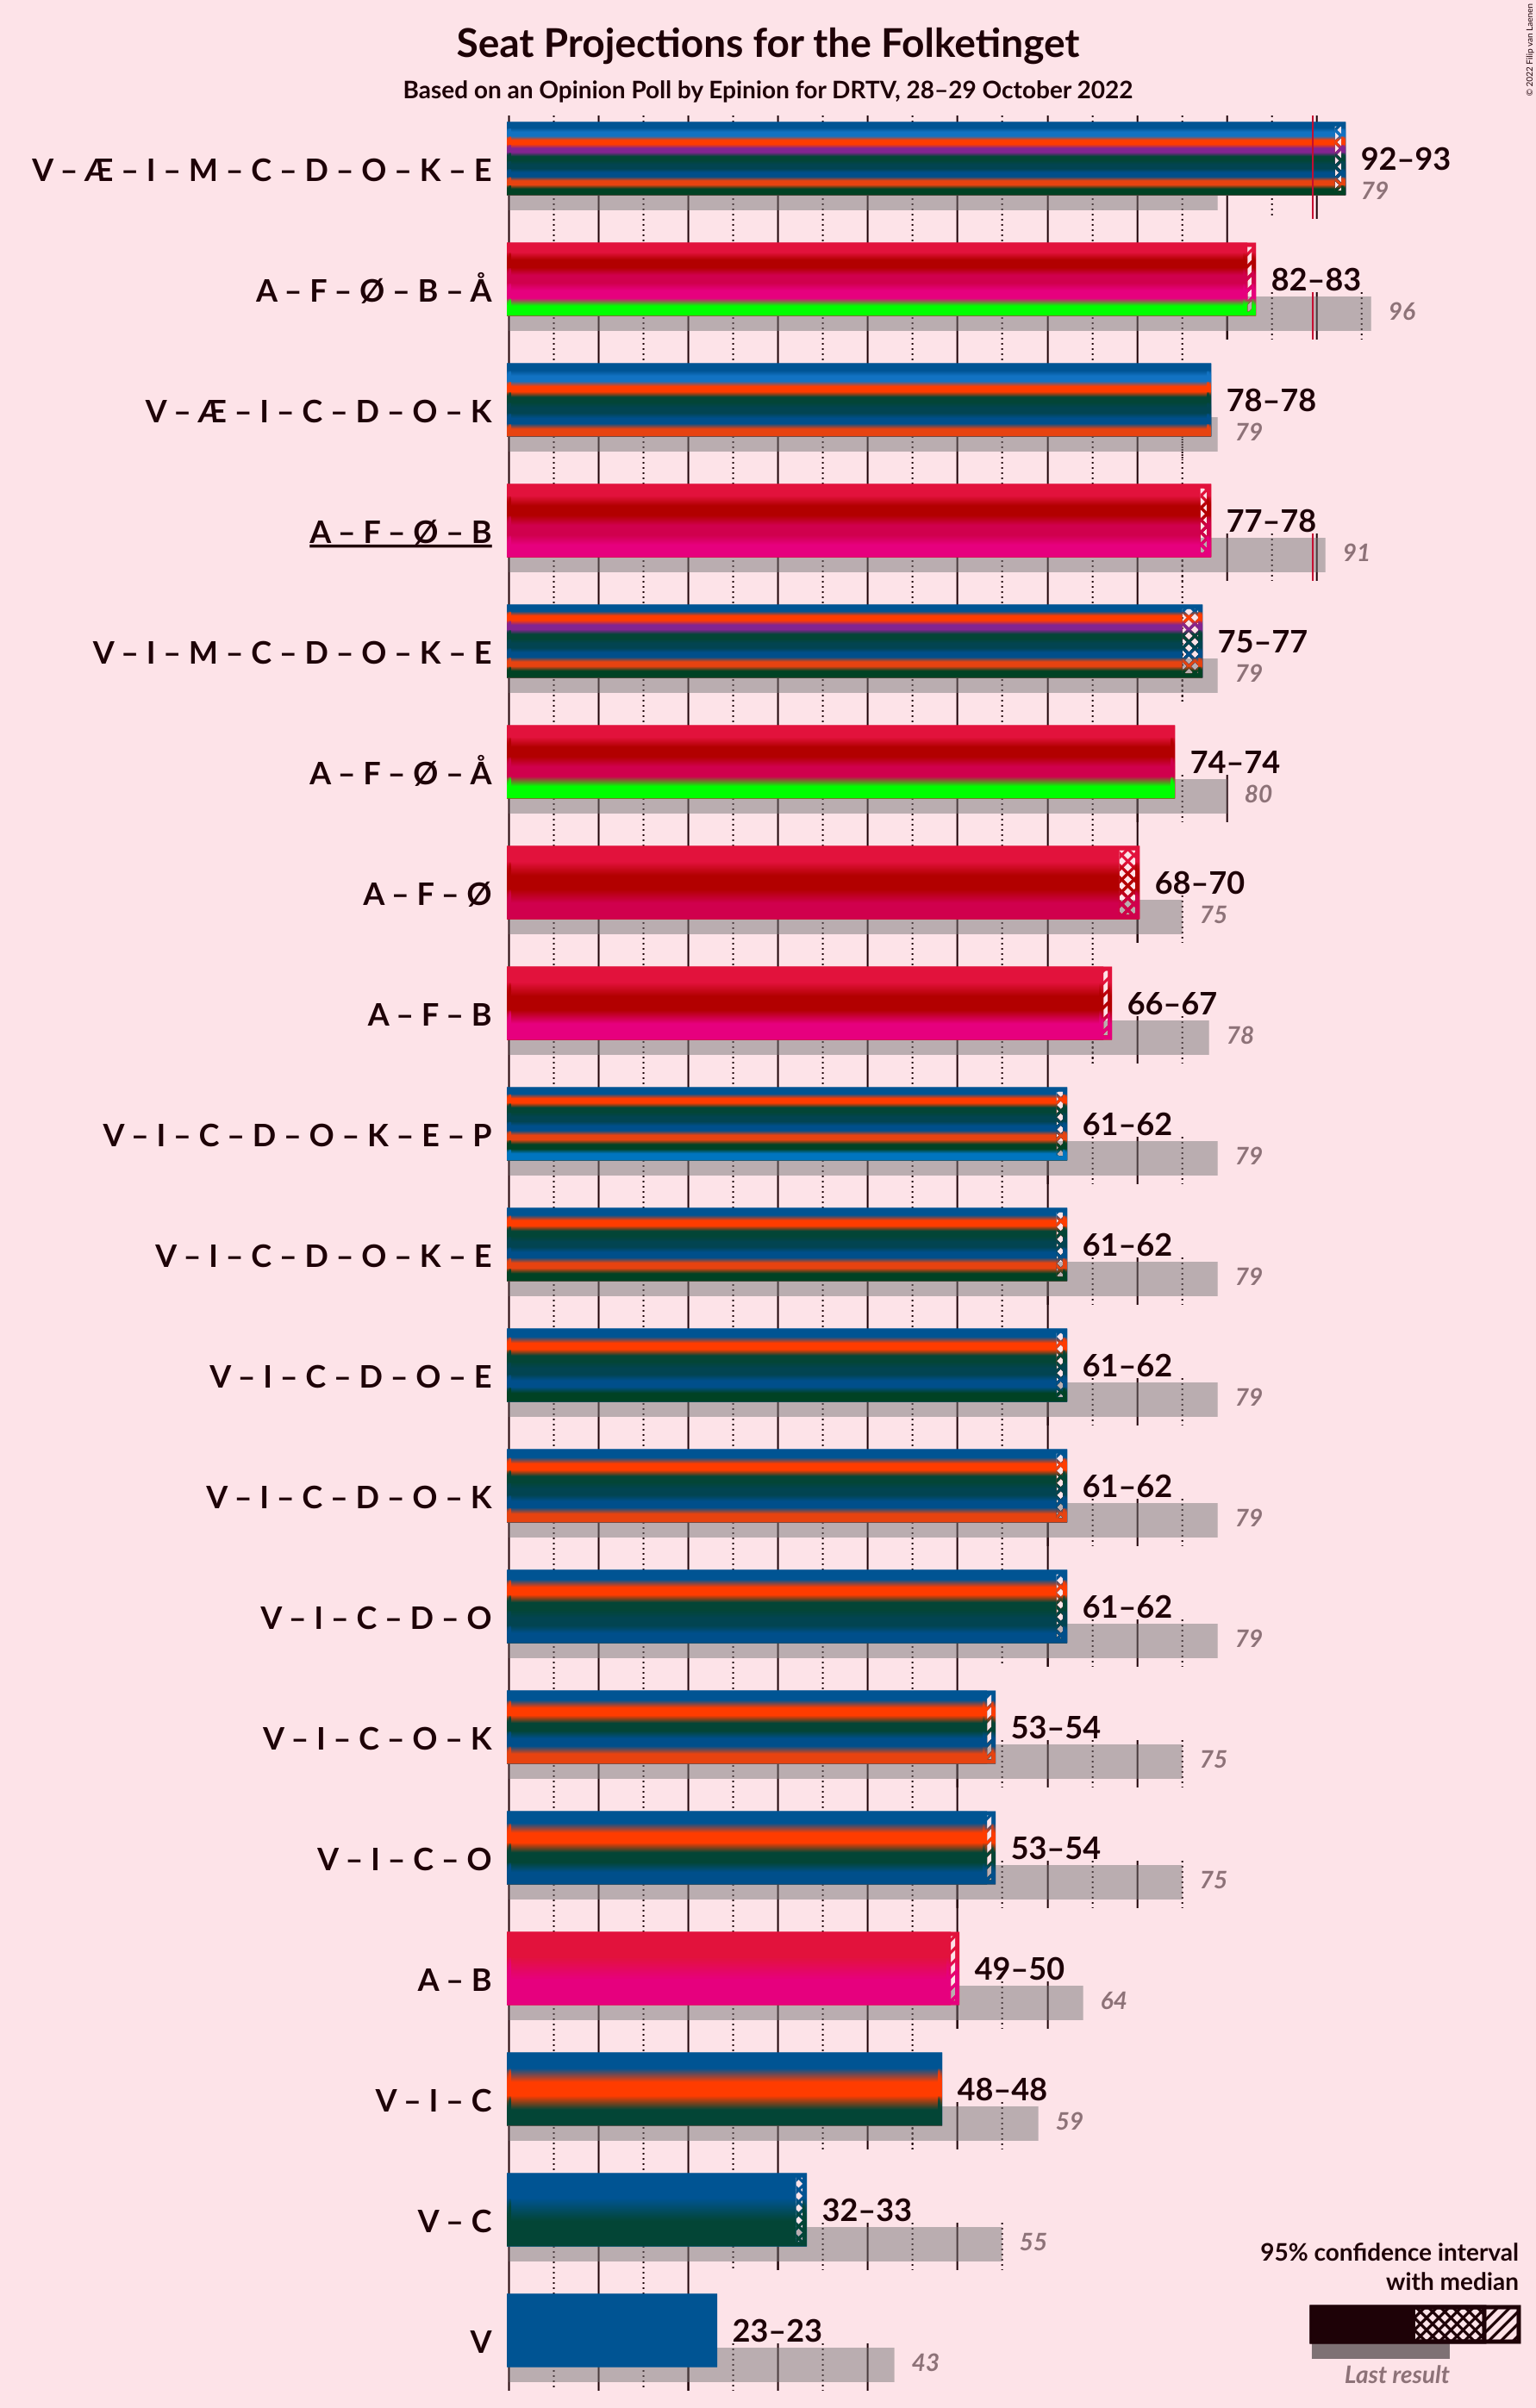 Seat Projections for the Folketinget
Based on an Opinion Poll by Epinion for DRTV, 28–29 October 2022
© 2022 Filip van Laenen
V – Æ – I – M – C – D – O – K – E
92–93
79
A – F – Ø – B – Å
82–83
96
V – Æ – I – C – D – O – K
78–78
79
A – F – Ø – B
77–78
91
V – I – M – C – D – O – K – E
75–77
79
A – F – Ø – Å
74–74
80
A – F – Ø
68–70
75
A – F – B
66–67
78
V – I – C – D – O – K – E – P
61–62
79
V – I – C – D – O – K – E
61–62
79
V – I – C – D – O – E
61–62
79
V – I – C – D – O – K
61–62
79
V – I – C – D – O
61–62
79
V – I – C – O – K
53–54
75
V – I – C – O
53–54
75
A – B
49–50
64
V – I – C
48–48
59
V – C
32–33
55
V
23–23
43
95% confidence interval
with median
Last result